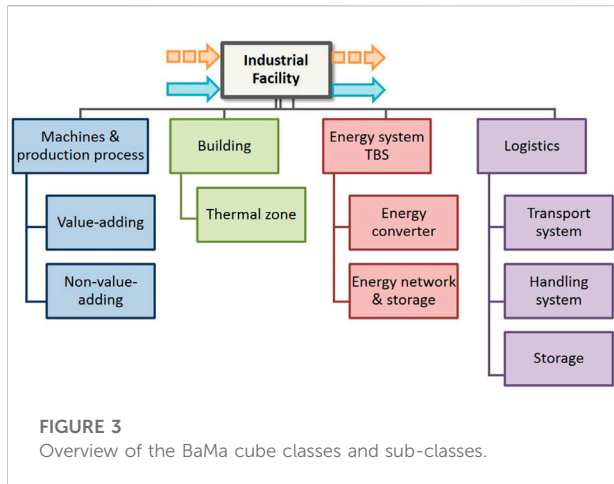 Industrial
Facility
Machines &
production process
Building
Energy system
TBS
Logistics
Value-adding
Thermal zone
Energy
converter
Transport
system
Non-value-
adding
Energy network
& storage
Handling
system
Storage
FIGURE 3
Overview of the BaMa cube classes and sub-classes.